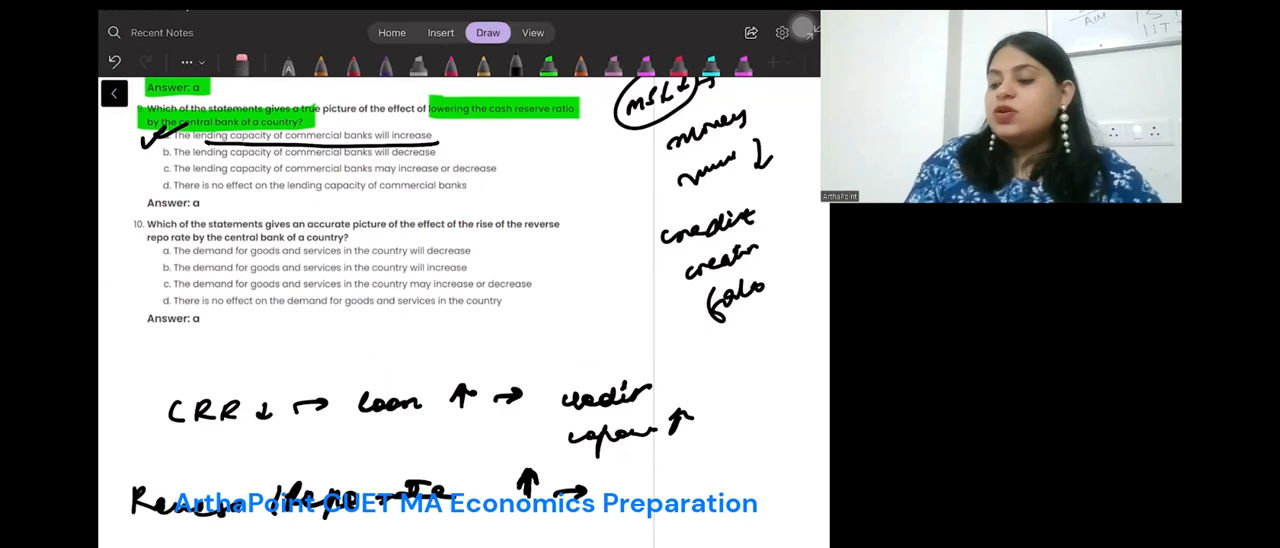 Recent Notes
Home Insert Draw View
AIM
IIT
Answer: a
9. Which of the statements gives a true picture of the effect of lowering the cash reserve ratio
by the central bank of a country?
a. The lending capacity of commercial banks will increase
b. The lending capacity of commercial banks will decrease
c. The lending capacity of commercial banks may increase or decrease
d. There is no effect on the lending capacity of commercial banks
Answer: a
10. Which of the statements gives an accurate picture of the effect of the rise of the reverse
repo rate by the central bank of a country?
a. The demand for goods and services in the country will decrease
b. The demand for goods and services in the country will increase
c. The demand for goods and services in the country may increase or decrease
d. There is no effect on the demand for goods and services in the country
Answer: a
money
credit
creation
falls
ArthaPoint
CRR ↓ → loan ↑ → credit
↑
Reverse Repo rate ↑ →
ArthaPoint CUET MA Economics Preparation